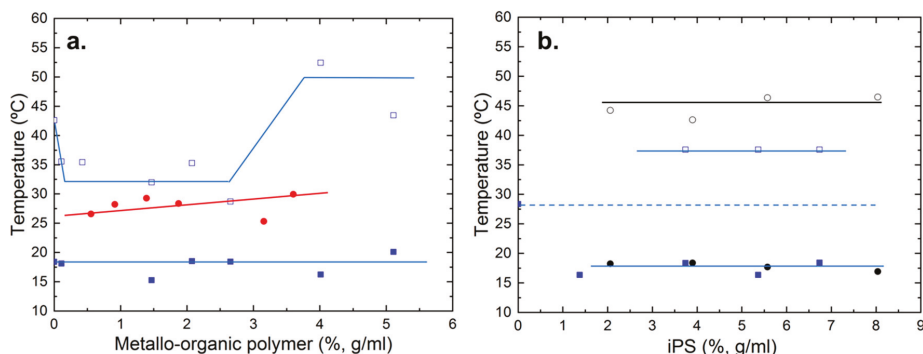 a.
60
55
50
45
40
35
30
25
20
15
10
Temperature (ºC)
0 1 2 3 4 5 6
Metallo-organic polymer (%, g/ml)
b.
60
55
50
45
40
35
30
25
20
15
10
Temperature (ºC)
0 1 2 3 4 5 6 7 8 9
iPS (%, g/ml)